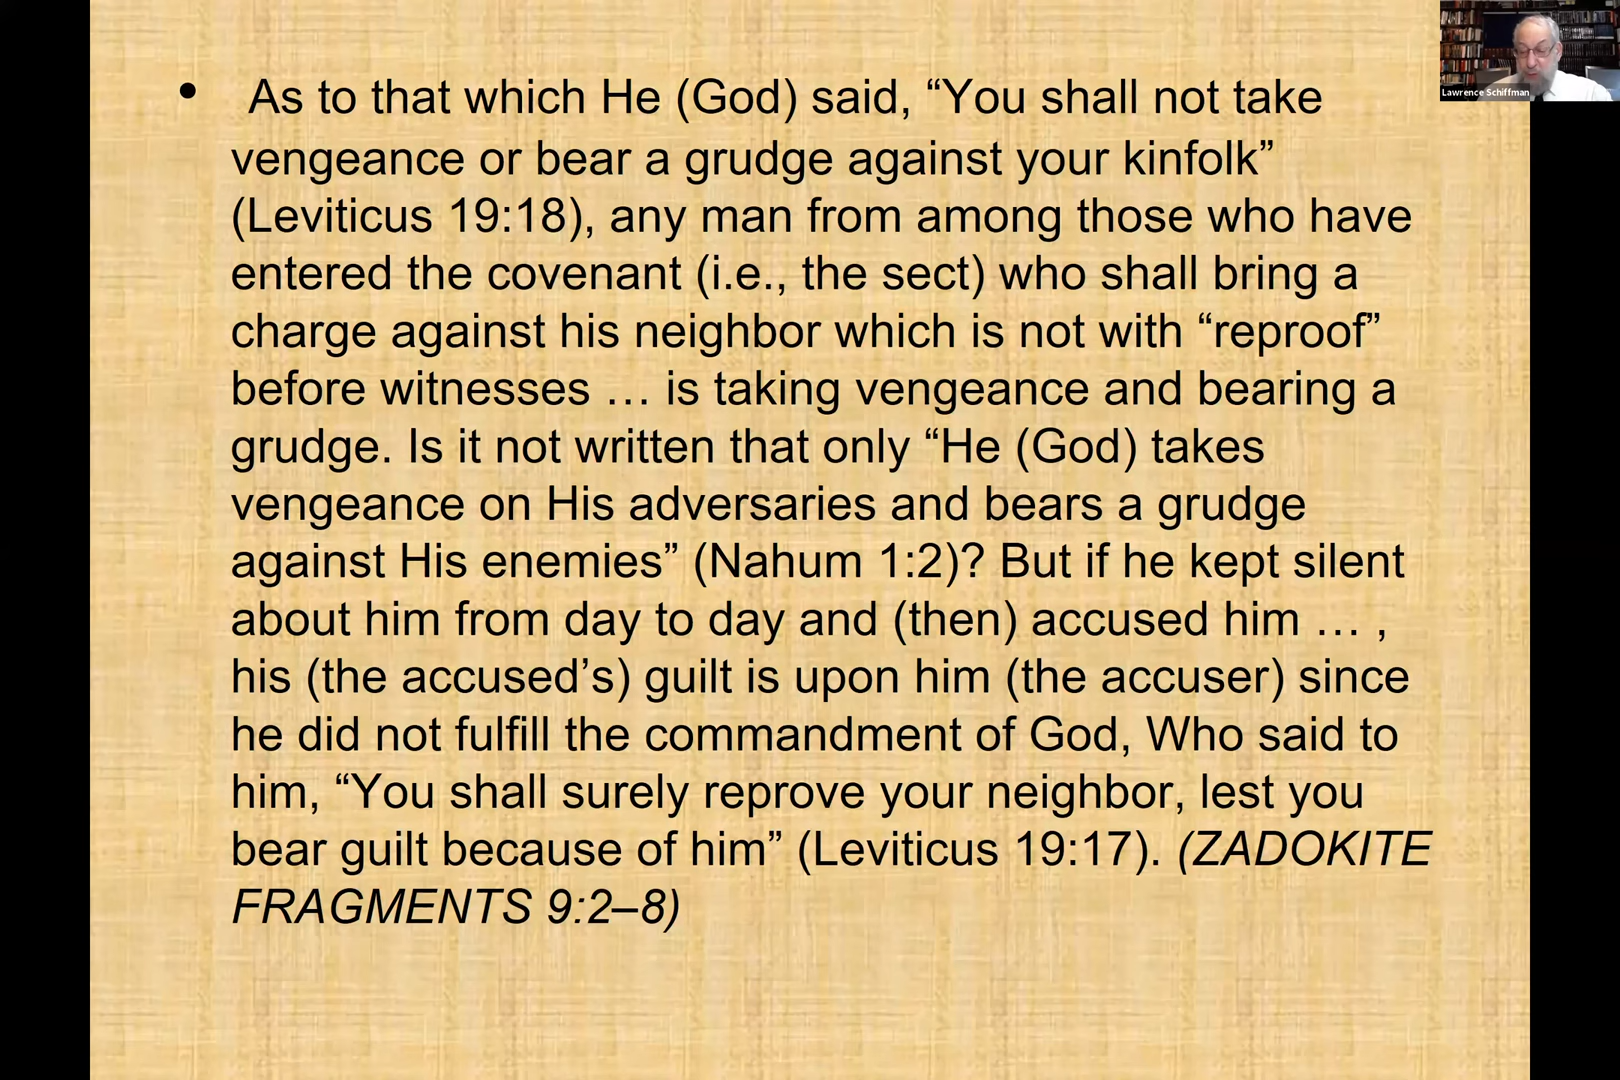 Lawrence Schiffman
• As to that which He (God) said, “You shall not take
vengeance or bear a grudge against your kinfolk”
(Leviticus 19:18), any man from among those who have
entered the covenant (i.e., the sect) who shall bring a
charge against his neighbor which is not with “reproof”
before witnesses … is taking vengeance and bearing a
grudge. Is it not written that only “He (God) takes
vengeance on His adversaries and bears a grudge
against His enemies” (Nahum 1:2)? But if he kept silent
about him from day to day and (then) accused him … ,
his (the accused’s) guilt is upon him (the accuser) since
he did not fulfill the commandment of God, Who said to
him, “You shall surely reprove your neighbor, lest you
bear guilt because of him” (Leviticus 19:17). (ZADOKITE
FRAGMENTS 9:2–8)